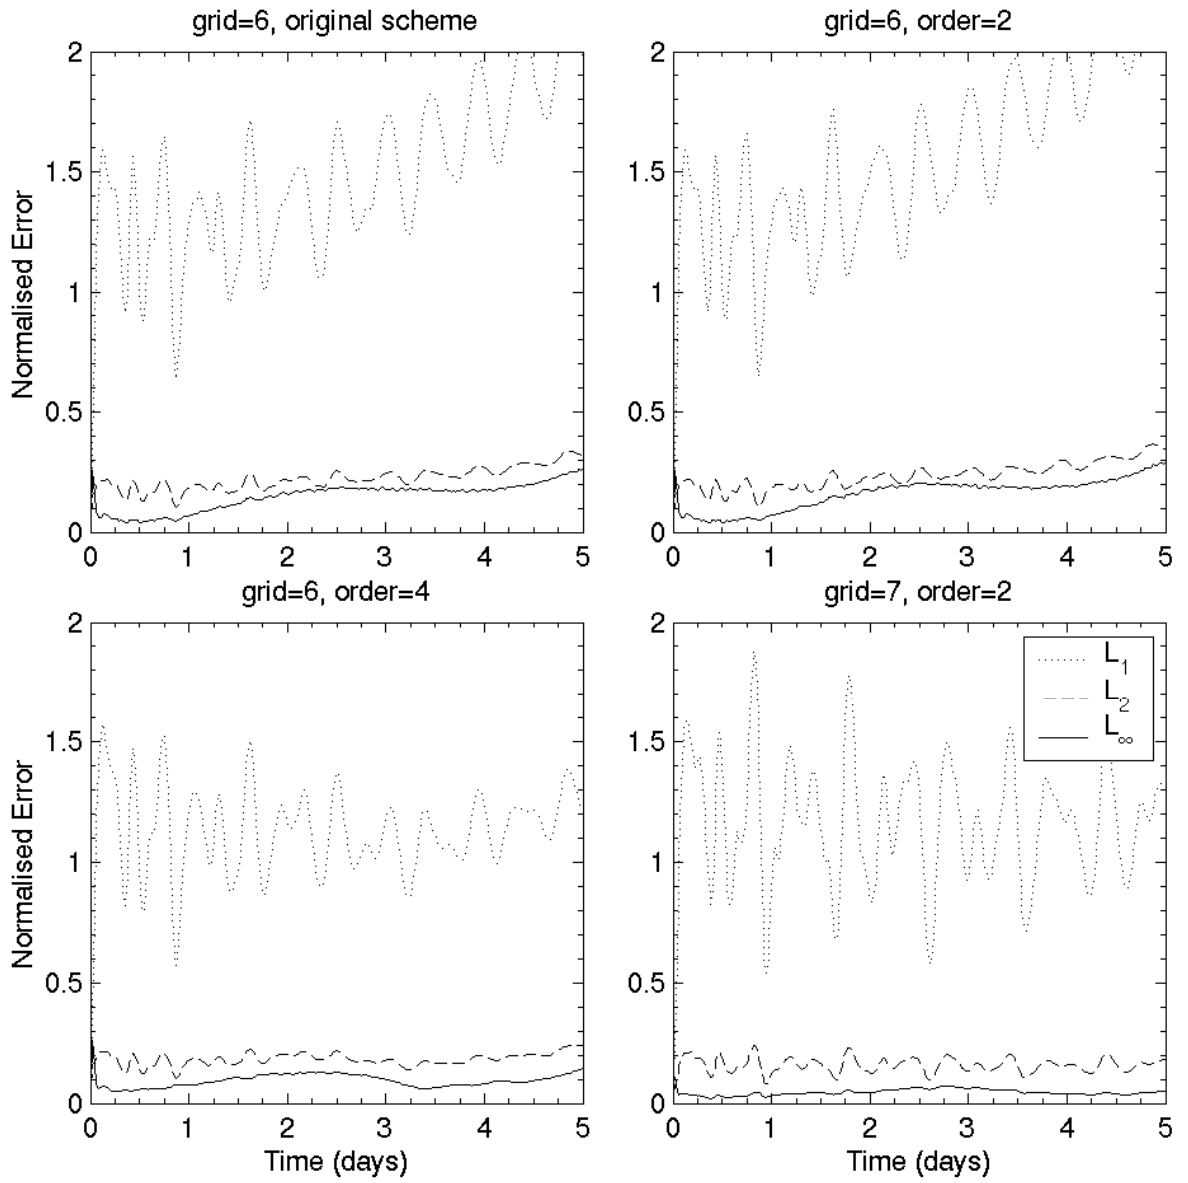 grid=6, original scheme
grid=6, order=2
2
1.5
1
0.5
0
Normalised Error
0 1 2 3 4 5
2
1.5
1
0.5
0
0 1 2 3 4 5
grid=6, order=4
grid=7, order=2
2
1.5
1
0.5
0
Normalised Error
0 1 2 3 4 5
Time (days)
2
1.5
1
0.5
0
L1
L2
L∞
0 1 2 3 4 5
Time (days)